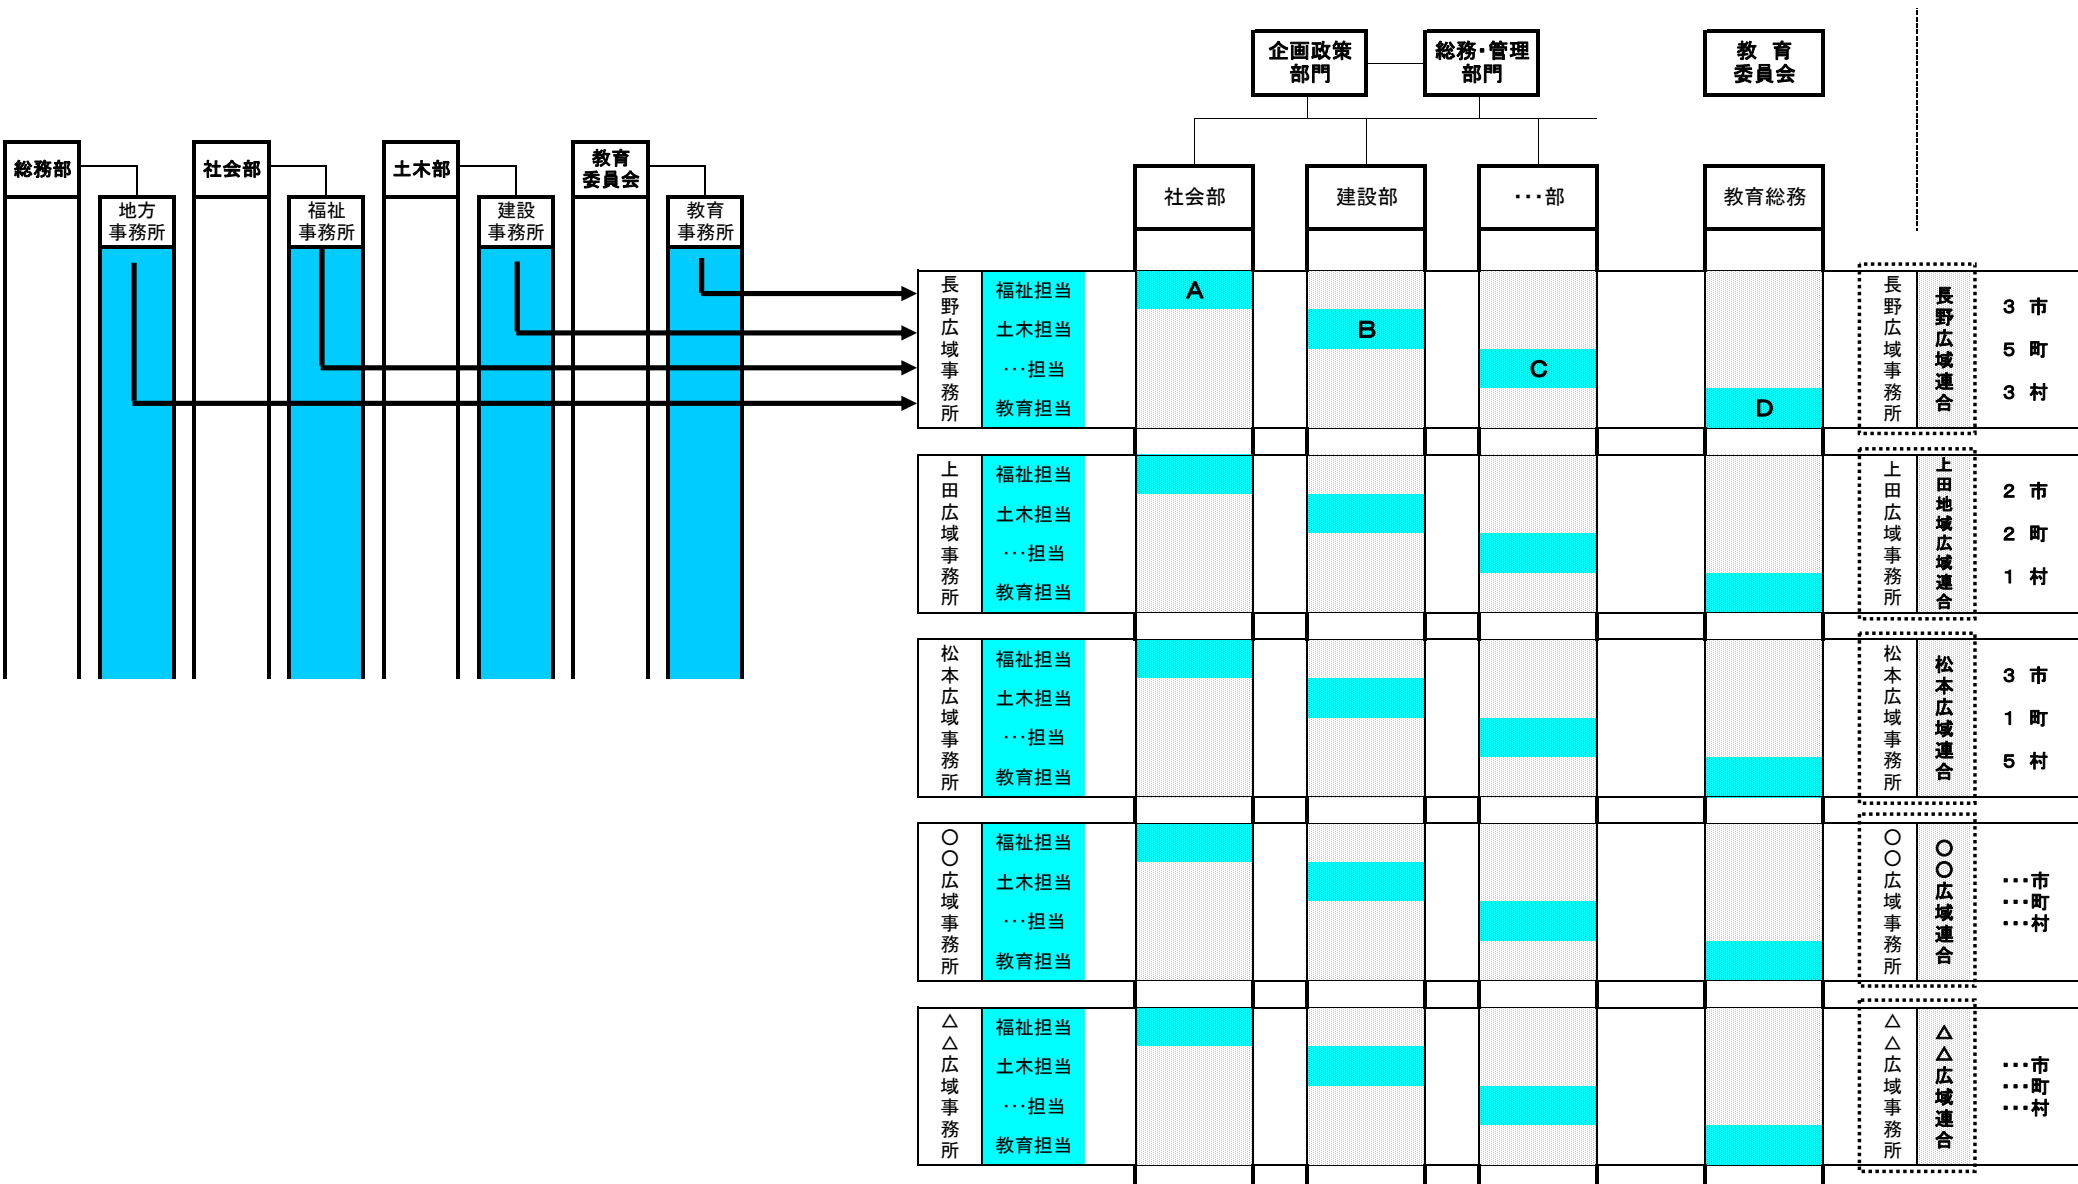 企画政策
部門
総務・管理
部門
教　育
委員会
総務部
地方
事務所
社会部
福祉
事務所
土木部
建設
事務所
教育
委員会
教育
事務所
社会部
建設部
・・・部
教育総務
長野広域事務所
福祉担当
土木担当
・・・担当
教育担当
A
B
C
D
長野広域事務所
長野広域連合
３　市
５　町
３　村
上田広域事務所
福祉担当
土木担当
・・・担当
教育担当
上田広域事務所
上田地域広域連合
２　市
２　町
１　村
松本広域事務所
福祉担当
土木担当
・・・担当
教育担当
松本広域事務所
松本広域連合
３　市
１　町
５　村
〇〇広域事務所
福祉担当
土木担当
・・・担当
教育担当
〇〇広域事務所
〇〇広域連合
・・・市
・・・町
・・・村
△△広域事務所
福祉担当
土木担当
・・・担当
教育担当
△△広域事務所
△△広域連合
・・・市
・・・町
・・・村